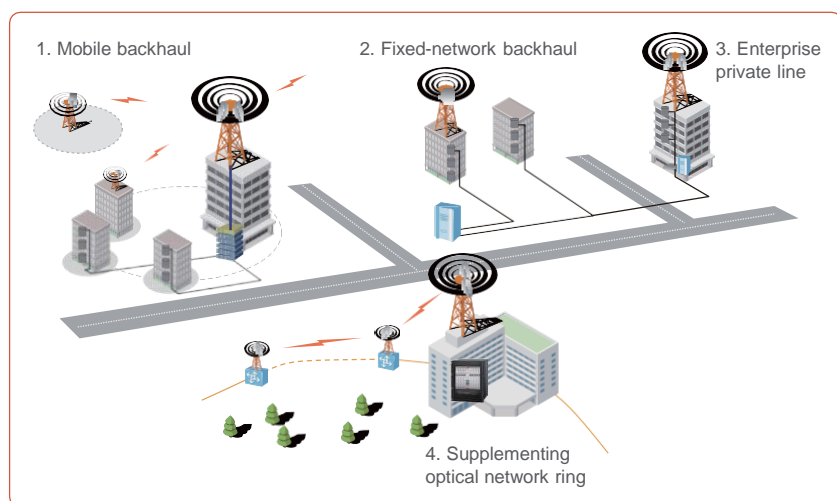 1. Mobile backhaul
2. Fixed-network backhaul
3. Enterprise
private line
4. Supplementing
optical network ring